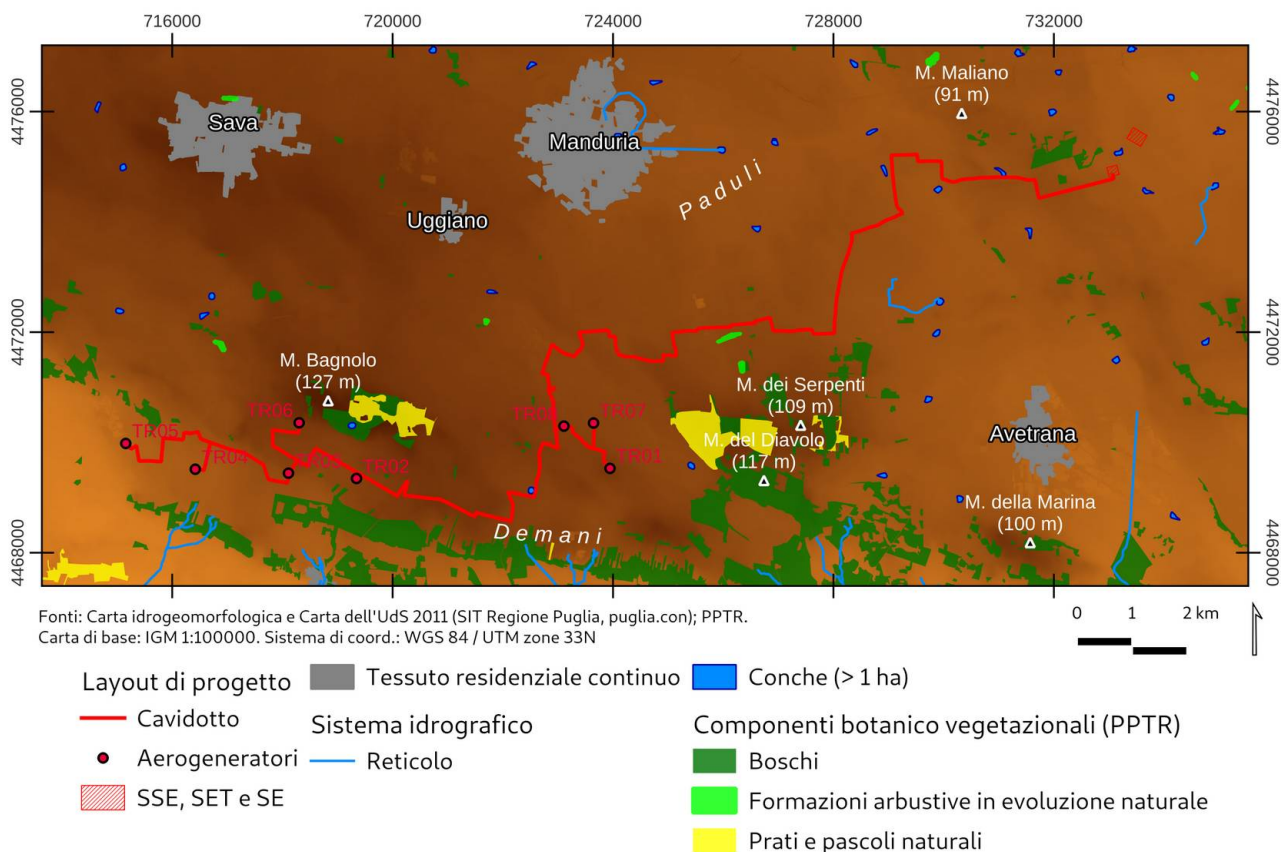 716000 720000 724000 728000 732000
4476000 4476000
4472000 4472000
4468000 4468000
M. Maliano
(91 m)
Sava
Manduria
Paduli
Uggiano
M. Bagnolo
(127 m)
M. dei Serpenti
(109 m)
TR06
TR07
TR05
M. del Diavolo
(117 m)
Avetrana
TR04
TR03
TR02
TR01
M. della Marina
(100 m)
Demani
Fonti: Carta idrogeomorfologica e Carta dell'UdS 2011 (SIT Regione Puglia, puglia.con); PPTR.
Carta di base: IGM 1:100000. Sistema di coord.: WGS 84 / UTM zone 33N
0 1 2 km
Layout di progetto
Cavidotto
Aerogeneratori
SSE, SET e SE
Tessuto residenziale continuo
Sistema idrografico
Reticolo
Conche (> 1 ha)
Componenti botanico vegetazionali (PPTR)
Boschi
Formazioni arbustive in evoluzione naturale
Prati e pascoli naturali